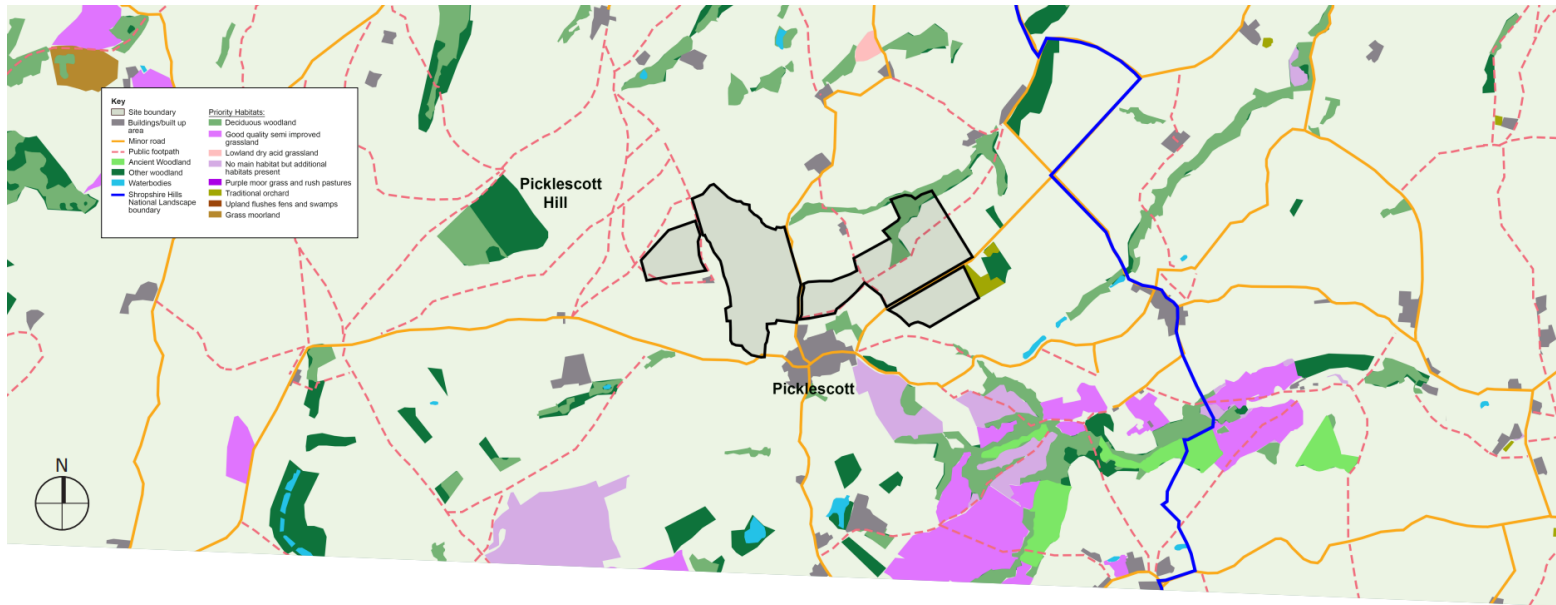 Key
Site boundary
Buildings/built up
area
Minor road
Public footpath
Ancient Woodland
Other woodland
Waterbodies
Shropshire Hills
National Landscape
boundary
Priority Habitats:
Deciduous woodland
Good quality semi improved
grassland
Lowland dry acid grassland
No main habitat but additional
habitats present
Purple moor grass and rush pastures
Traditional orchard
Upland flushes fens and swamps
Grass moorland
Picklescott
Hill
Picklescott
N